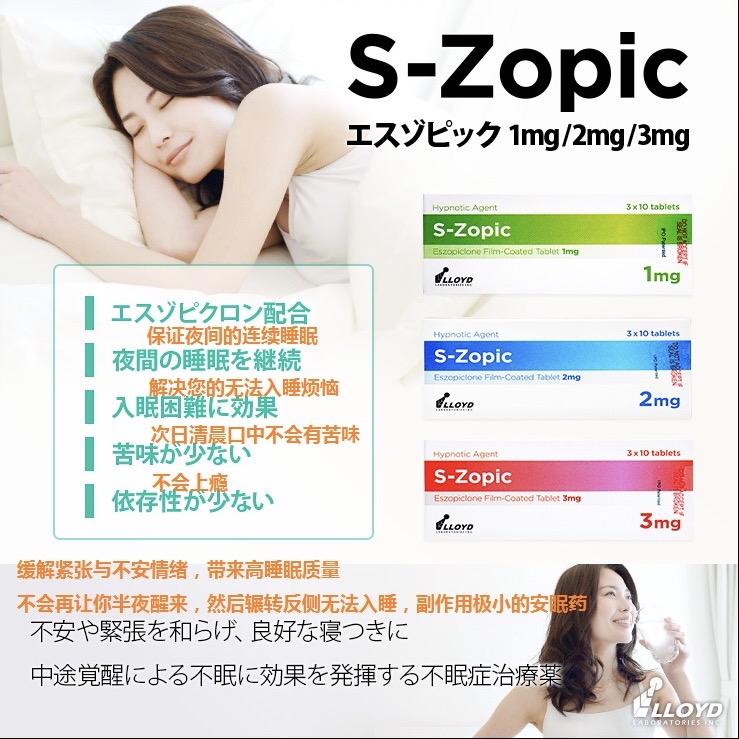 S-Zopic
エスゾピック 1mg/2mg/3mg
Hypnotic Agent
3 x 10 tablets
S-Zopic
Eszopiclone Film-Coated Tablet 1mg
LLOYD
LABORATORIES INC
1mg
Hypnotic Agent
3 x 10 tablets
S-Zopic
Eszopiclone Film-Coated Tablet 2mg
LLOYD
LABORATORIES INC
2mg
Hypnotic Agent
3 x 10 tablets
S-Zopic
Eszopiclone Film-Coated Tablet 3mg
LLOYD
LABORATORIES INC
3mg
エスゾピクロン配合
保证夜间的连续睡眠
夜間の睡眠を継続
解决您的无法入睡烦恼
入眠困難に効果
次日清晨口中不会有苦味
苦味が少ない
不会上瘾
依存性が少ない
缓解紧张与不安情绪，带来高睡眠质量
不会再让你半夜醒来，然后辗转反侧无法入睡，副作用极小的安眠药
不安や緊張を和らげ、良好な寝つきに
中途覚醒による不眠に効果を発揮する不眠症治療薬
LLOYD
LABORATORIES INC